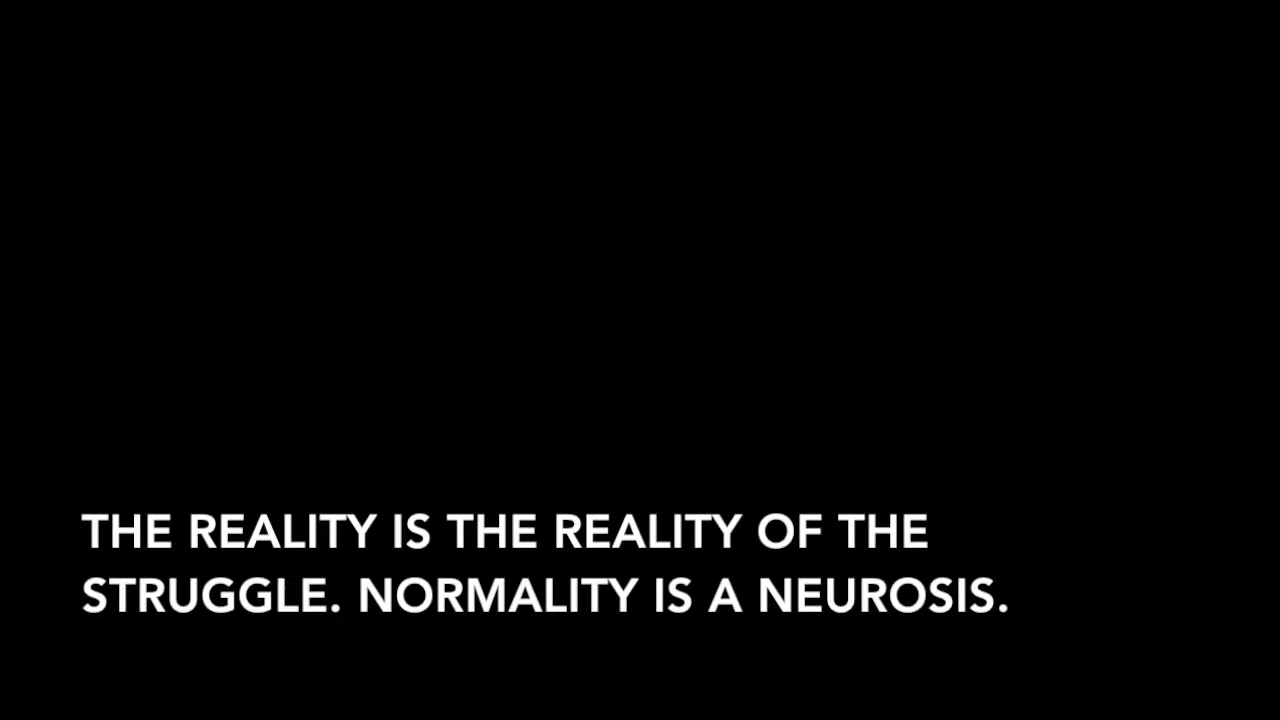 THE REALITY IS THE REALITY OF THE
STRUGGLE. NORMALITY IS A NEUROSIS.